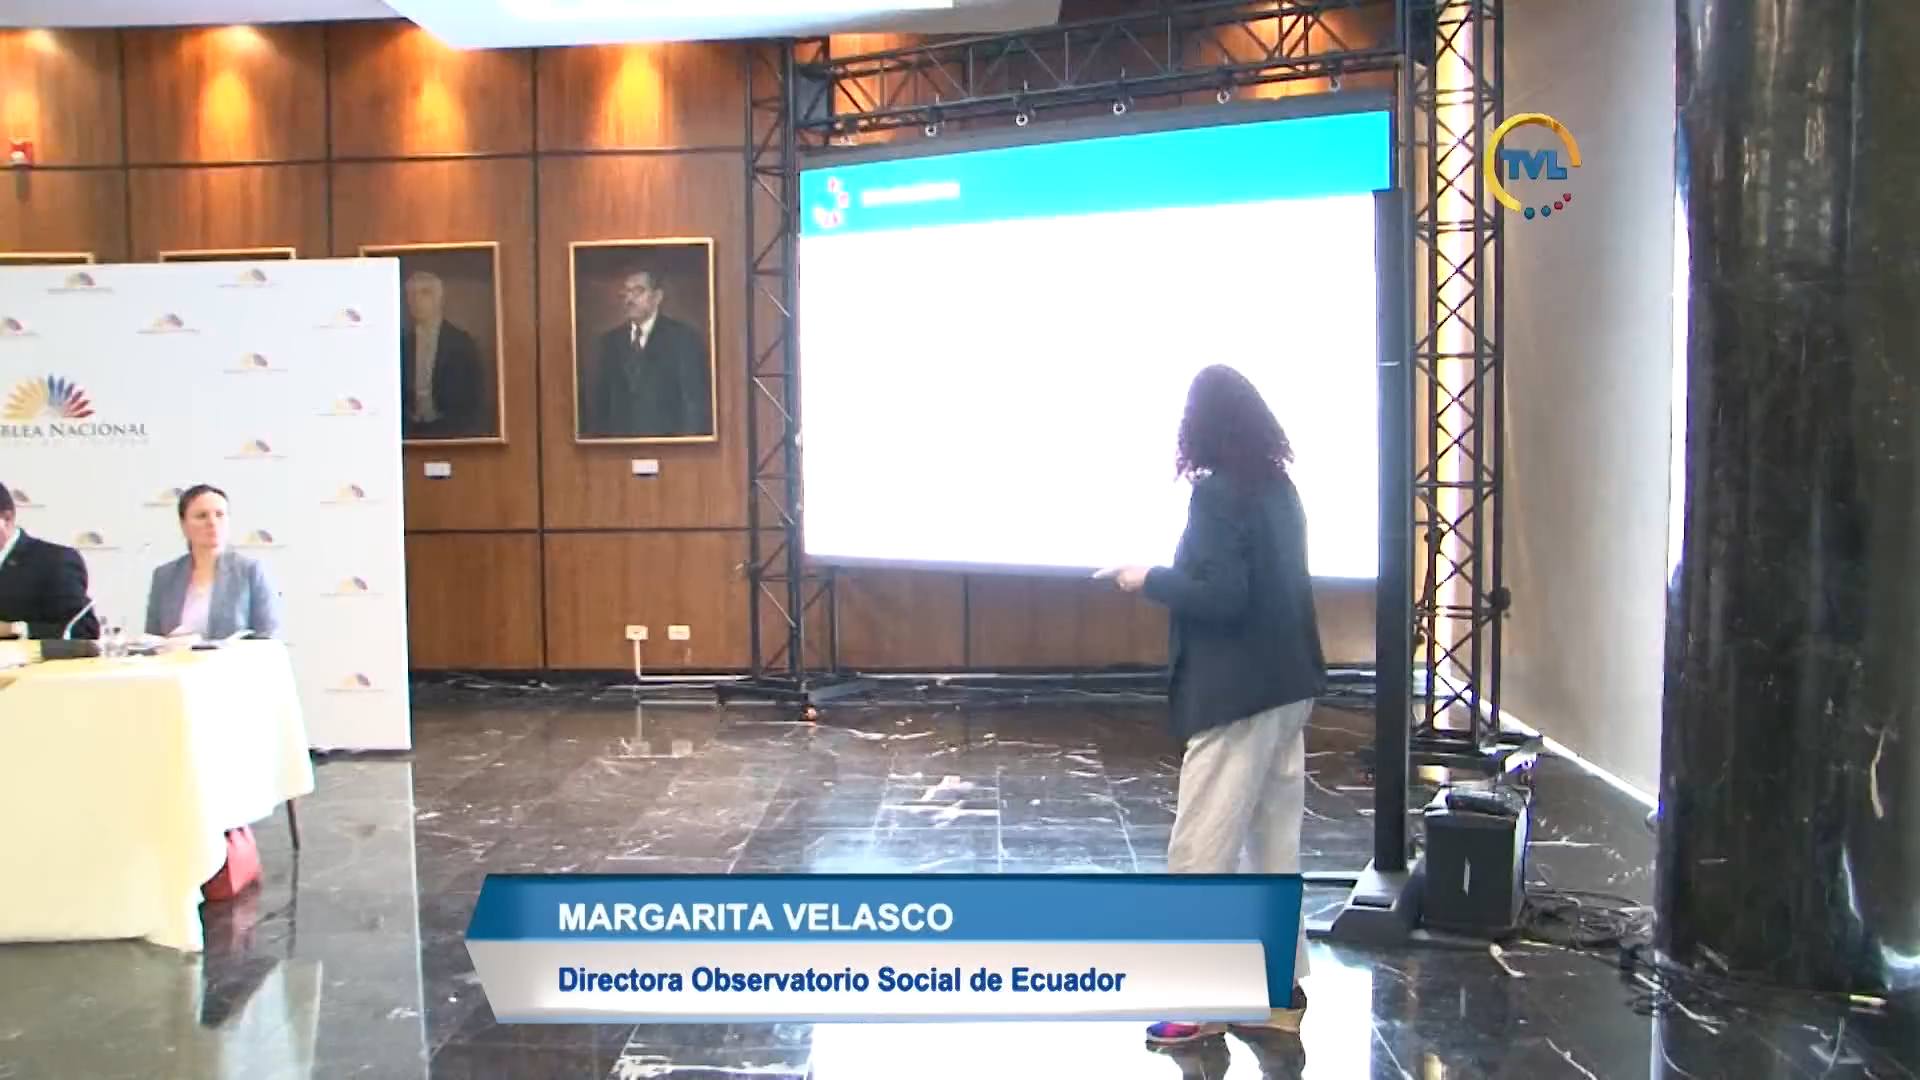 TVL
BLEA NACIONAL
MARGARITA VELASCO
Directora Observatorio Social de Ecuador